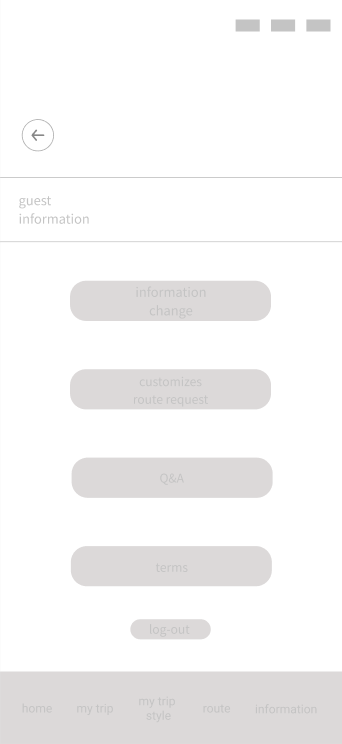 guest
information
information
change
customizes
route request
Q&A
terms
log-out
home
my trip
my trip
style
route
information